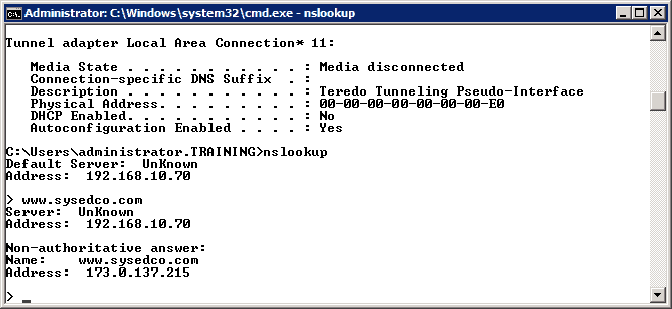 Administrator: C:\Windows\system32\cmd.exe - nslookup
Tunnel adapter Local Area Connection* 11:
Media State . . . . . . . . . . . : Media disconnected
Connection-specific DNS Suffix  . :
Description . . . . . . . . . . . : Teredo Tunneling Pseudo-Interface
Physical Address. . . . . . . . . : 00-00-00-00-00-00-00-E0
DHCP Enabled. . . . . . . . . . . : No
Autoconfiguration Enabled . . . . : Yes
C:\Users\administrator.TRAINING>nslookup
Default Server:  UnKnown
Address:  192.168.10.70
> www.sysedco.com
Server:  UnKnown
Address:  192.168.10.70
Non-authoritative answer:
Name:    www.sysedco.com
Address:  173.0.137.215
> _